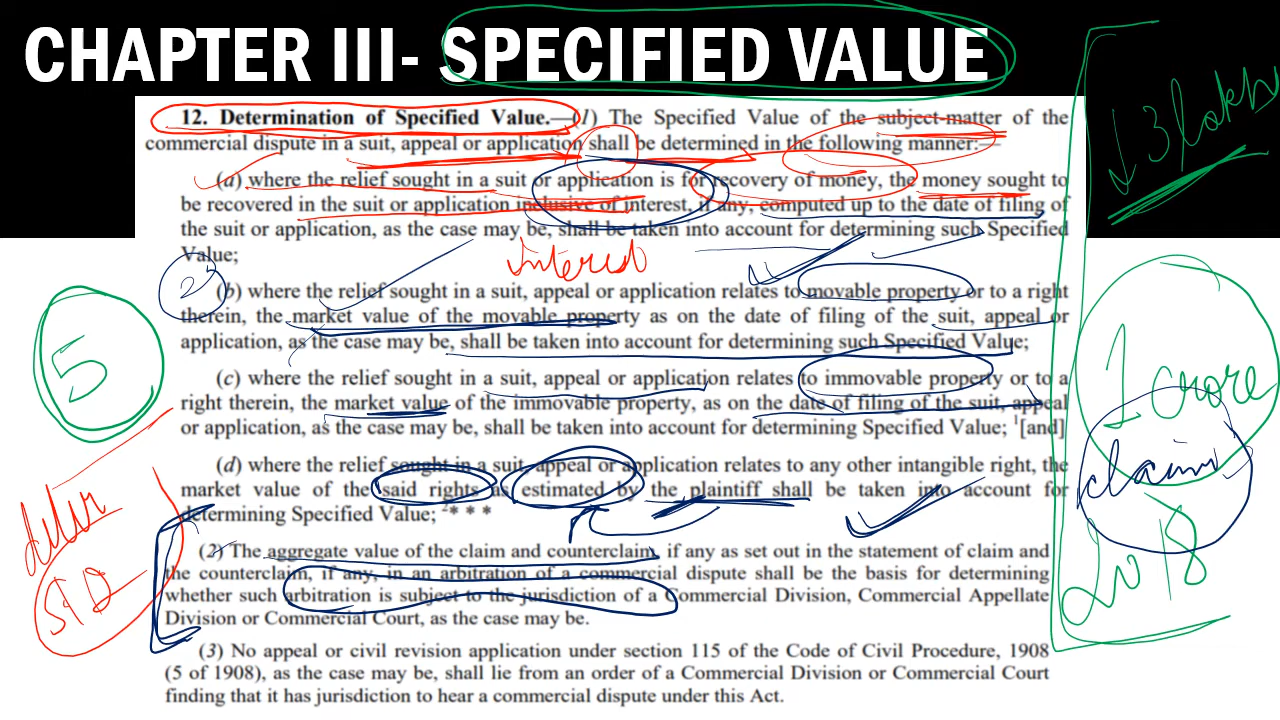 CHAPTER III- SPECIFIED VALUE
↓ 3 lakhs
12. Determination of Specified Value.—(1) The Specified Value of the subject-matter of the
commercial dispute in a suit, appeal or application shall be determined in the following manner:—
(a) where the relief sought in a suit or application is for recovery of money, the money sought to
be recovered in the suit or application inclusive of interest, if any, computed up to the date of filing of
the suit or application, as the case may be, shall be taken into account for determining such Specified
Value;
Interest
2
(b) where the relief sought in a suit, appeal or application relates to movable property or to a right
therein, the market value of the movable property as on the date of filing of the suit, appeal or
application, as the case may be, shall be taken into account for determining such Specified Value;
5
(c) where the relief sought in a suit, appeal or application relates to immovable property or to a
right therein, the market value of the immovable property, as on the date of filing of the suit, appeal
or application, as the case may be, shall be taken into account for determining Specified Value; 1[and]
1 crore
claim
(d) where the relief sought in a suit, appeal or application relates to any other intangible right, the
market value of the said rights as estimated by the plaintiff shall be taken into account for
determining Specified Value; 2* * *
2018
(2) The aggregate value of the claim and counterclaim, if any as set out in the statement of claim and
the counterclaim, if any, in an arbitration of a commercial dispute shall be the basis for determining
whether such arbitration is subject to the jurisdiction of a Commercial Division, Commercial Appellate
Division or Commercial Court, as the case may be.
(3) No appeal or civil revision application under section 115 of the Code of Civil Procedure, 1908
(5 of 1908), as the case may be, shall lie from an order of a Commercial Division or Commercial Court
finding that it has jurisdiction to hear a commercial dispute under this Act.